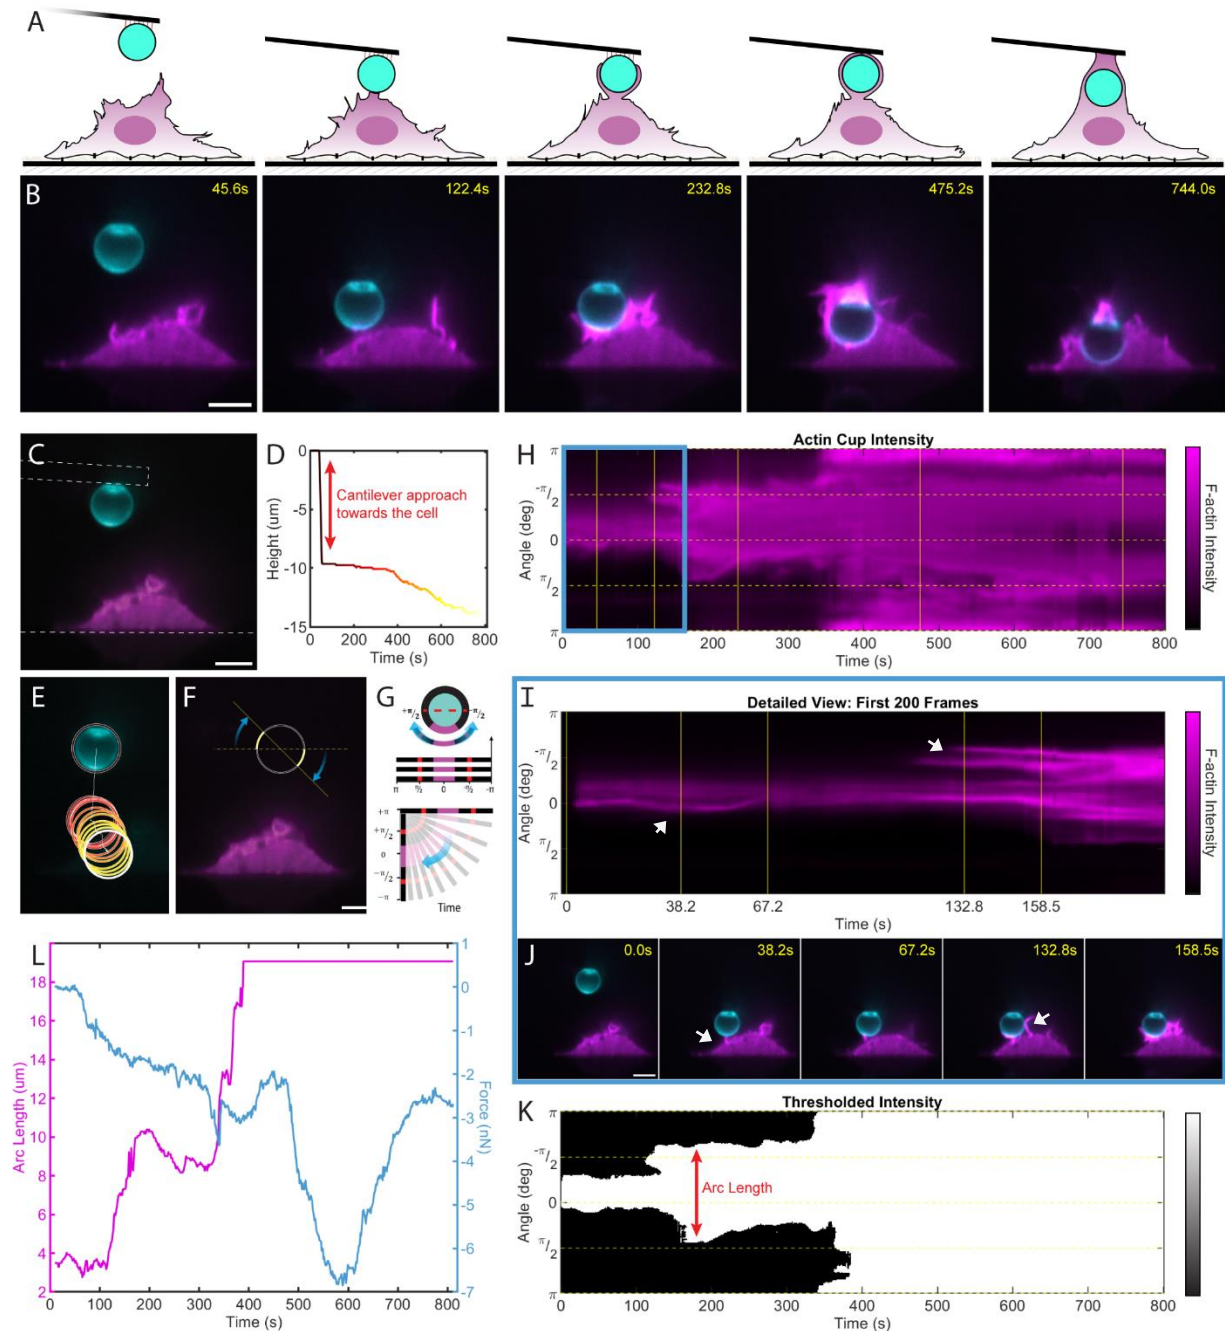 A
B
45.6s
122.4s
232.8s
475.2s
744.0s
C
D
0
-5
-10
-15
Height (um)
Cantilever approach
towards the cell
0 200 400 600 800
Time (s)
H
Actin Cup Intensity
π
-π/2
0
π/2
π
Angle (deg)
0 100 200 300 400 500 600 700 800
Time (s)
F-actin Intensity
E
F
G
+π/2
-π/2
π ½ 0 -½ π
+π
+π/2
0
-π/2
-π
Time
I
Detailed View: First 200 Frames
π
-π/2
0
π/2
π
Angle (deg)
0 38.2 67.2 132.8 158.5
Time (s)
F-actin Intensity
J
0.0s
38.2s
67.2s
132.8s
158.5s
L
18
16
14
12
10
8
6
4
2
Arc Length (um)
1
0
-1
-2
-3
-4
-5
-6
-7
Force (nN)
0 100 200 300 400 500 600 700 800
Time (s)
K
Thresholded Intensity
π
-π/2
0
π/2
π
Angle (deg)
Arc Length
0 100 200 300 400 500 600 700 800
Time (s)